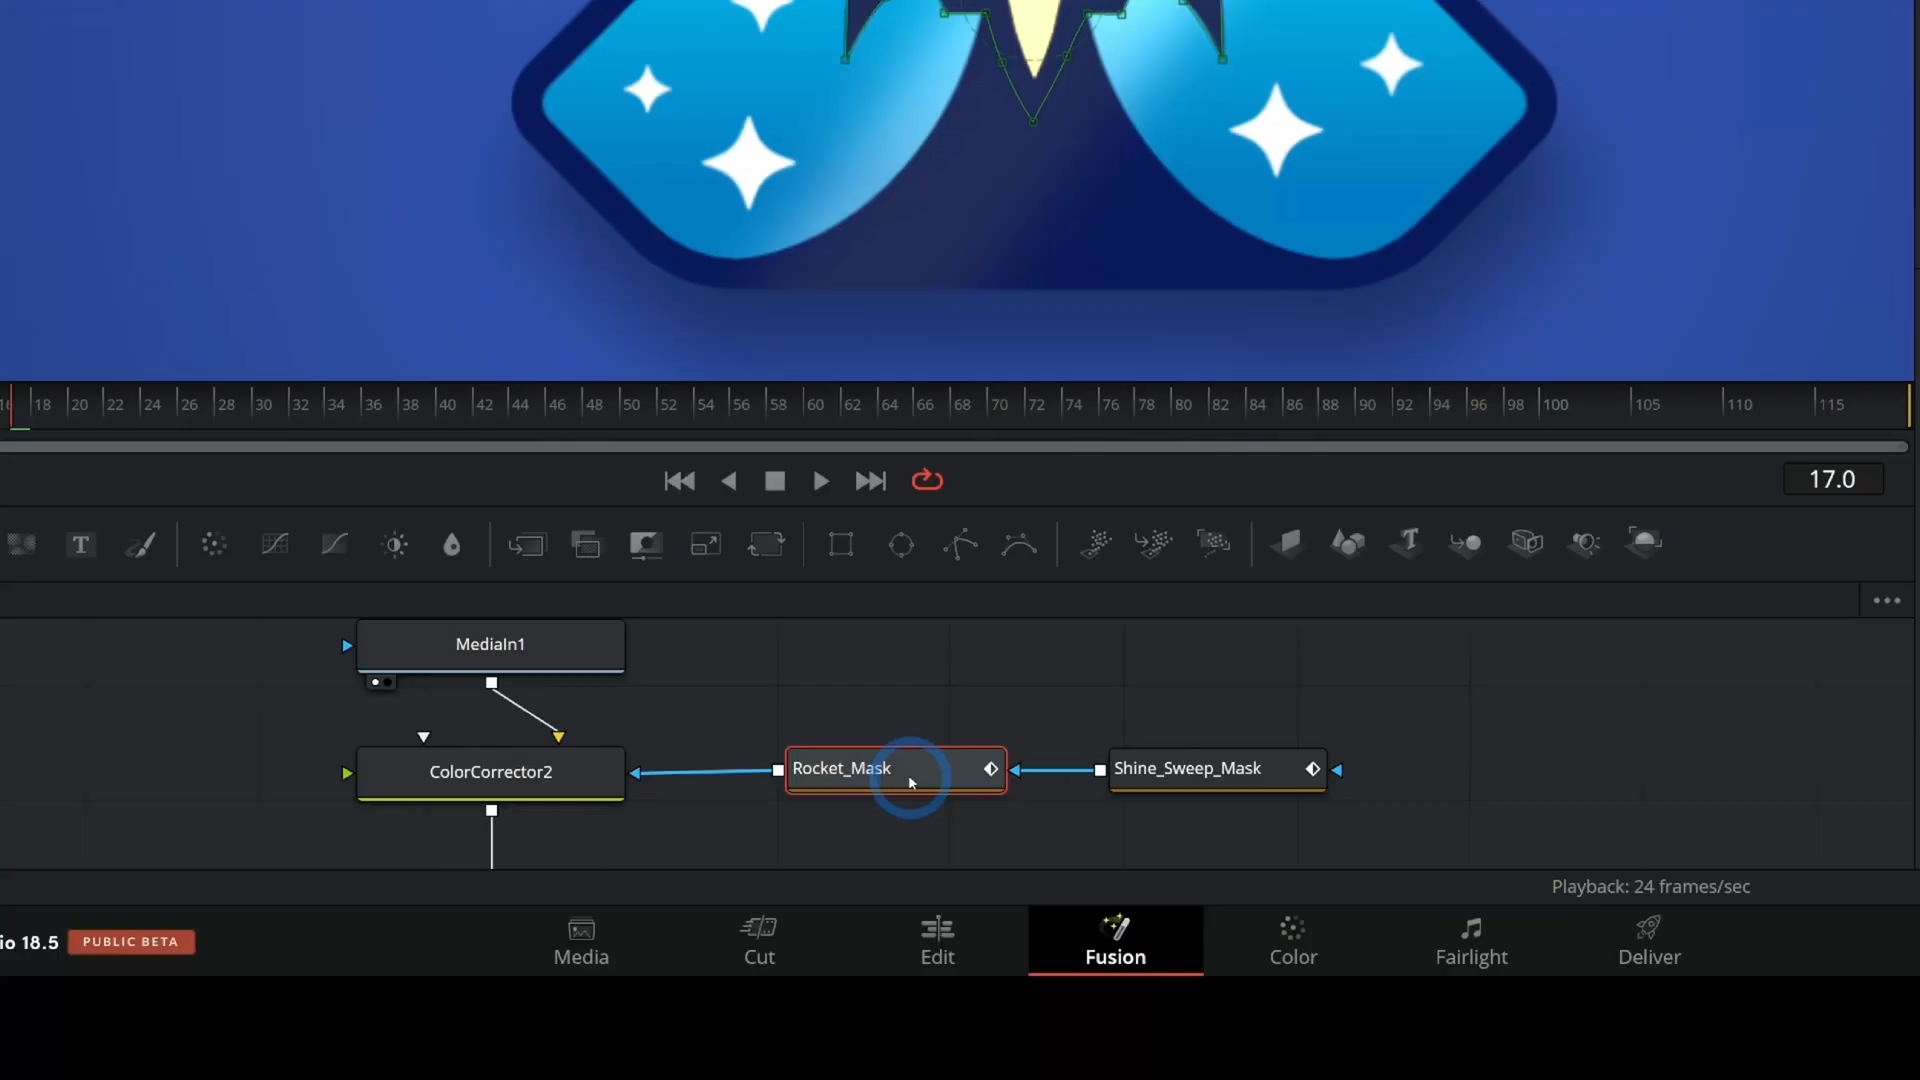 18 20 22 24 26 28 30 32 34 36 38 40 42 44 46 48 50 52 54 56 58 60 62 64 66 68 70 72 74 76 78 80 82 84 86 88 90 92 94 96 98 100 105 110 115
17.0
T
MediaIn1
ColorCorrector2
Rocket_Mask
Shine_Sweep_Mask
Playback: 24 frames/sec
io 18.5 PUBLIC BETA
Media Cut Edit Fusion Color Fairlight Deliver